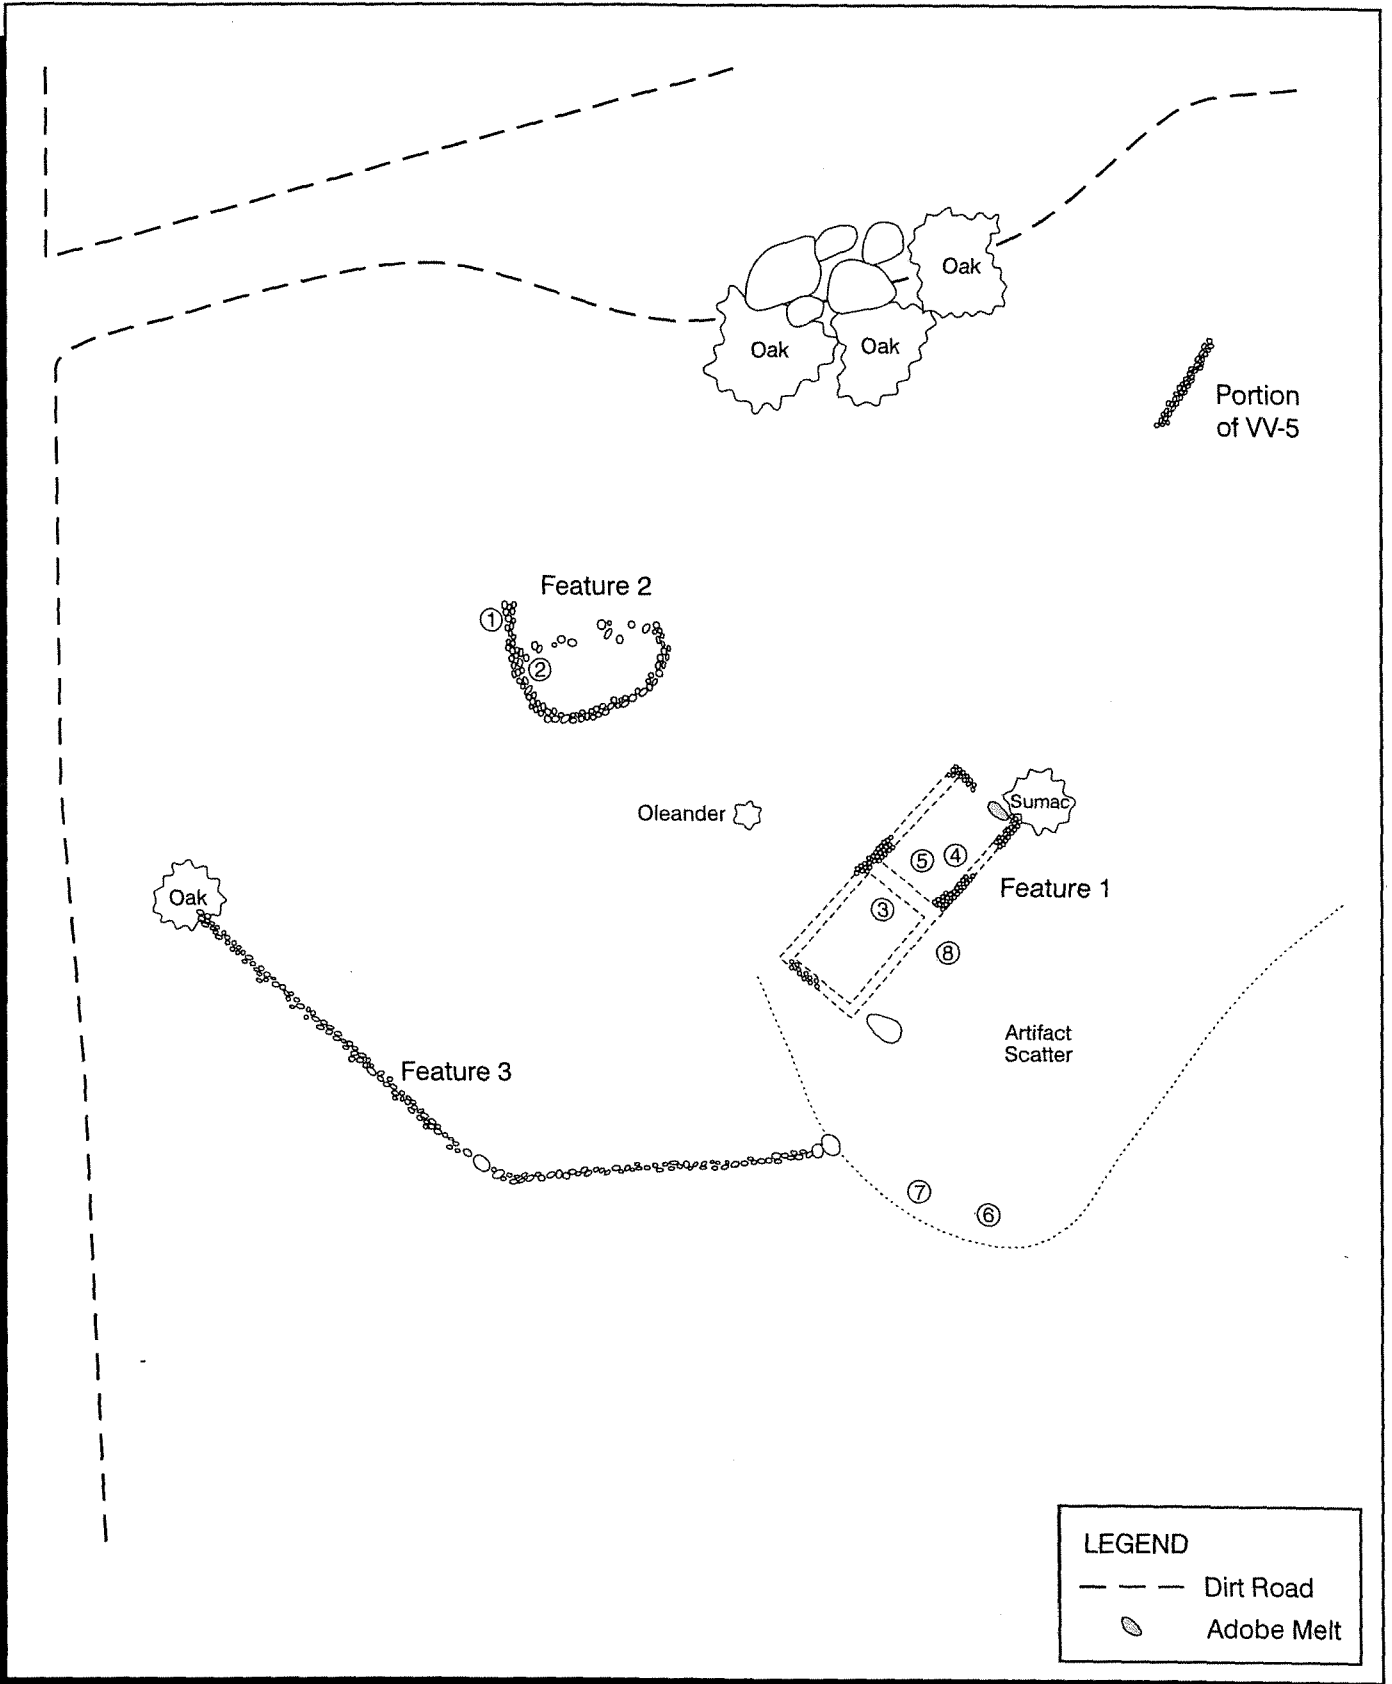 Oak
Oak
Oak
Portion
of VV-5
Feature 2
1
2
Oleander
Sumac
5
4
Feature 1
3
8
Oak
Artifact
Scatter
Feature 3
7
6
LEGEND
Dirt Road
Adobe Melt